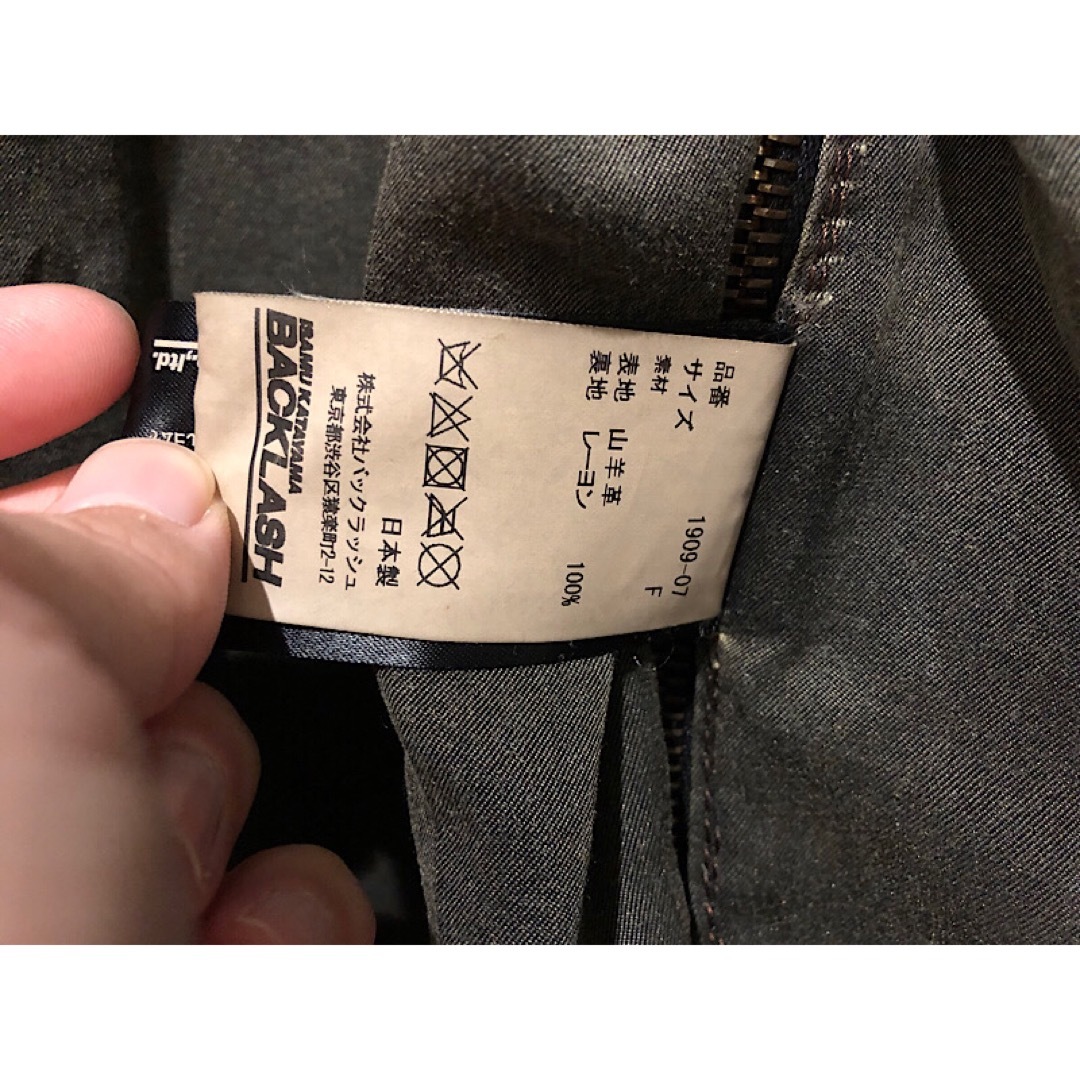 品番 1909-07
サイズ F
素材
表地 山羊革
裏地 レーヨン 100%
日本製
株式会社バックラッシュ
東京都渋谷区猿楽町2-12
ISAMU KATAYAMA
BACKLASH
.,ltd.